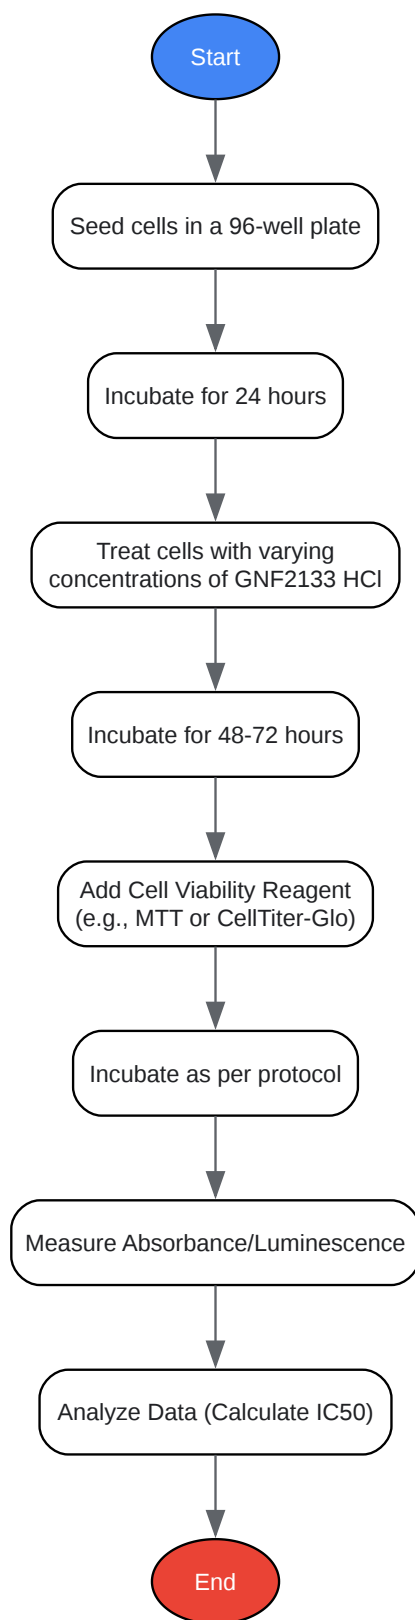 Start
Seed cells in a 96-well plate
Incubate for 24 hours
Treat cells with varying
concentrations of GNF2133 HCl
Incubate for 48-72 hours
Add Cell Viability Reagent
(e.g., MTT or CellTiter-Glo)
Incubate as per protocol
Measure Absorbance/Luminescence
Analyze Data (Calculate IC50)
End